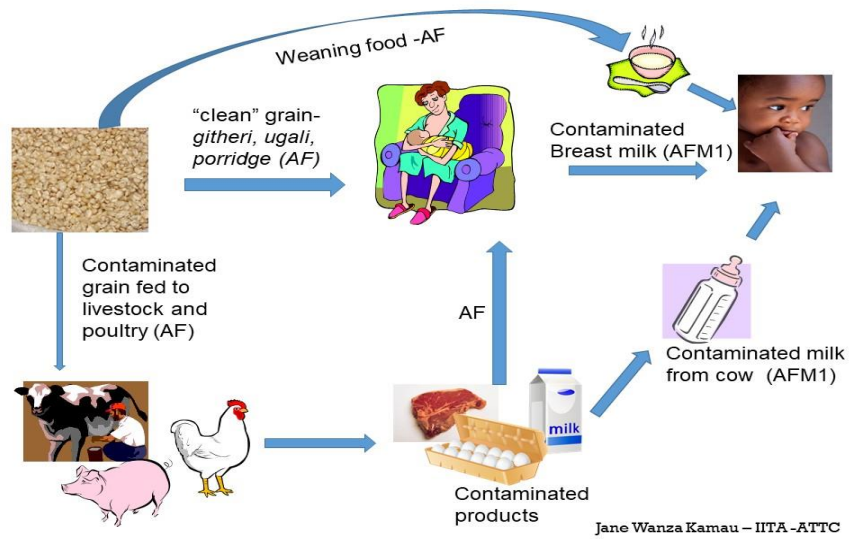 Weaning food -AF
“clean” grain-
githeri, ugali,
porridge (AF)
Contaminated
Breast milk (AFM1)
Contaminated
grain fed to
livestock and
poultry (AF)
AF
Contaminated milk
from cow (AFM1)
milk
Contaminated
products
Jane Wanza Kamau – IITA -ATTC